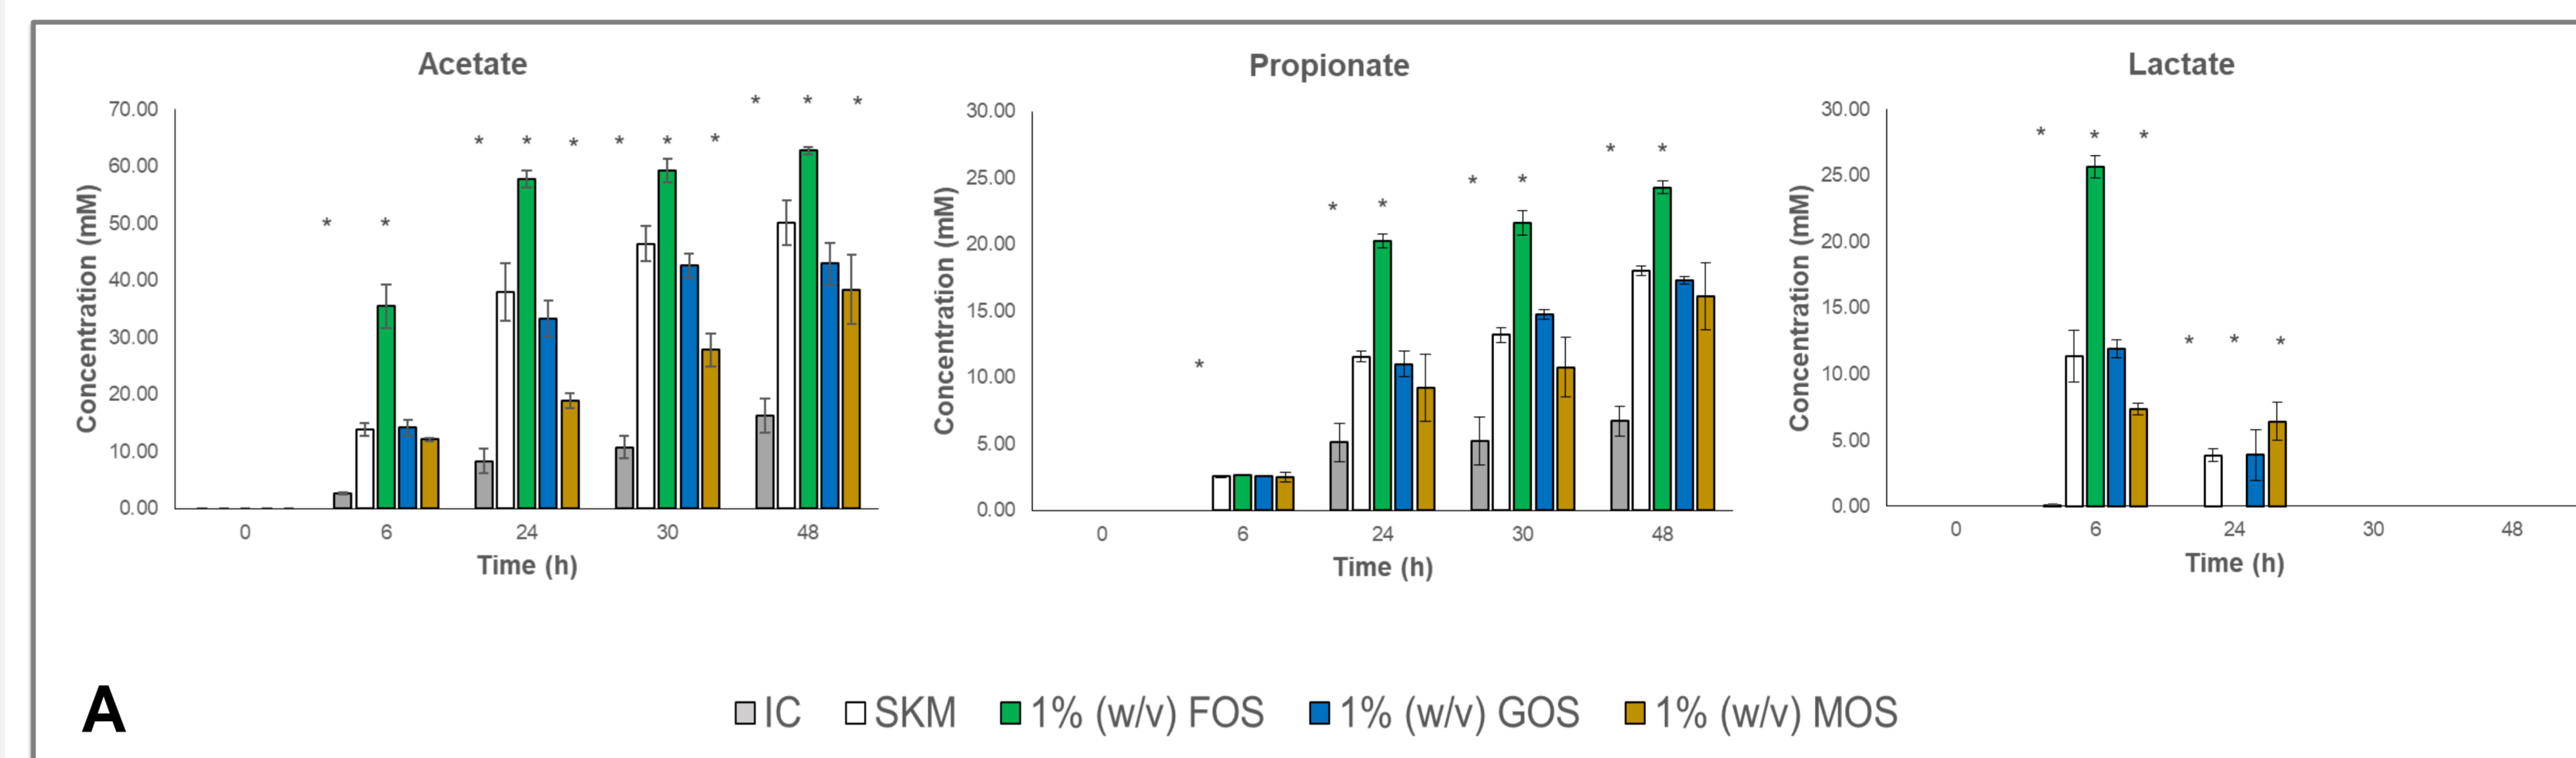 Acetate
Propionate
Lactate
Concentration (mM)
70.00
60.00
50.00
40.00
30.00
20.00
10.00
0.00
* * * * * * * * * * *
0 6 24 30 48
Time (h)
Concentration (mM)
30.00
25.00
20.00
15.00
10.00
5.00
0.00
* * * * * * *
0 6 24 30 48
Time (h)
Concentration (mM)
30.00
25.00
20.00
15.00
10.00
5.00
0.00
* * * * * *
0 6 24 30 48
Time (h)
A
IC SKM 1% (w/v) FOS 1% (w/v) GOS 1% (w/v) MOS